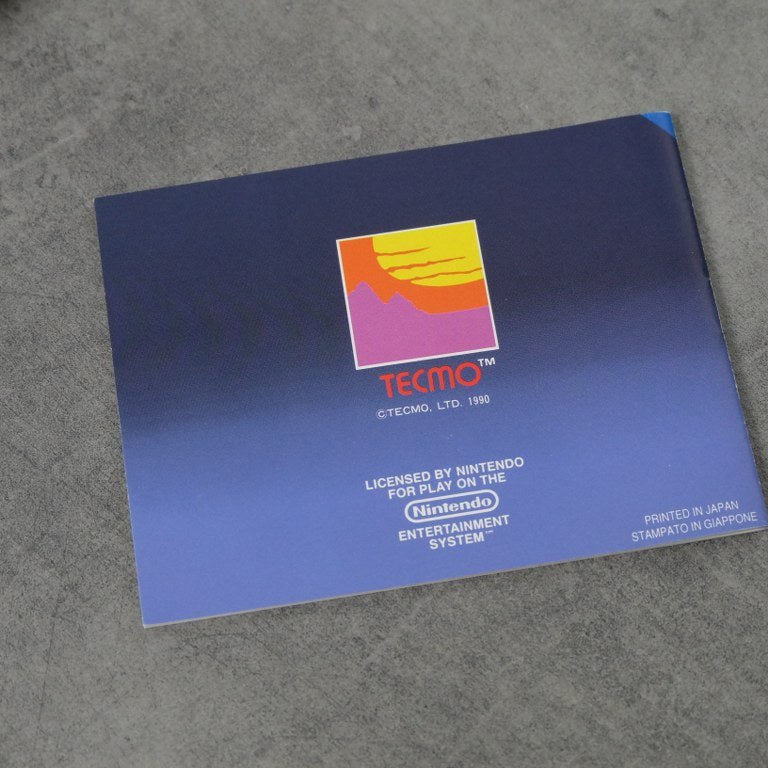 TECMO™
©TECMO, LTD. 1990
LICENSED BY NINTENDO
FOR PLAY ON THE
Nintendo
ENTERTAINMENT
SYSTEM™
PRINTED IN JAPAN
STAMPATO IN GIAPPONE